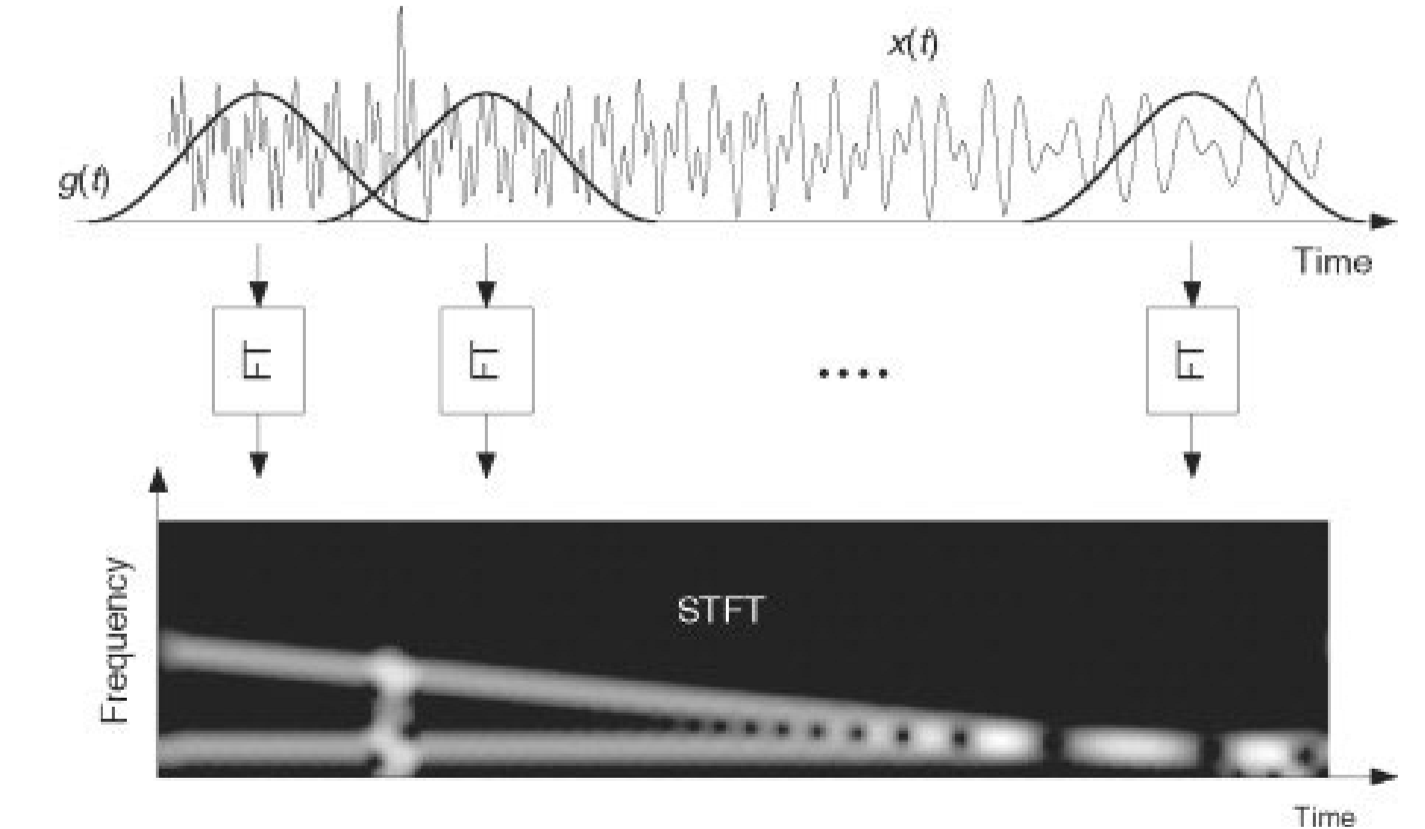 x(t)
g(t)
Time
FT
FT
....
FT
Frequency
STFT
Time